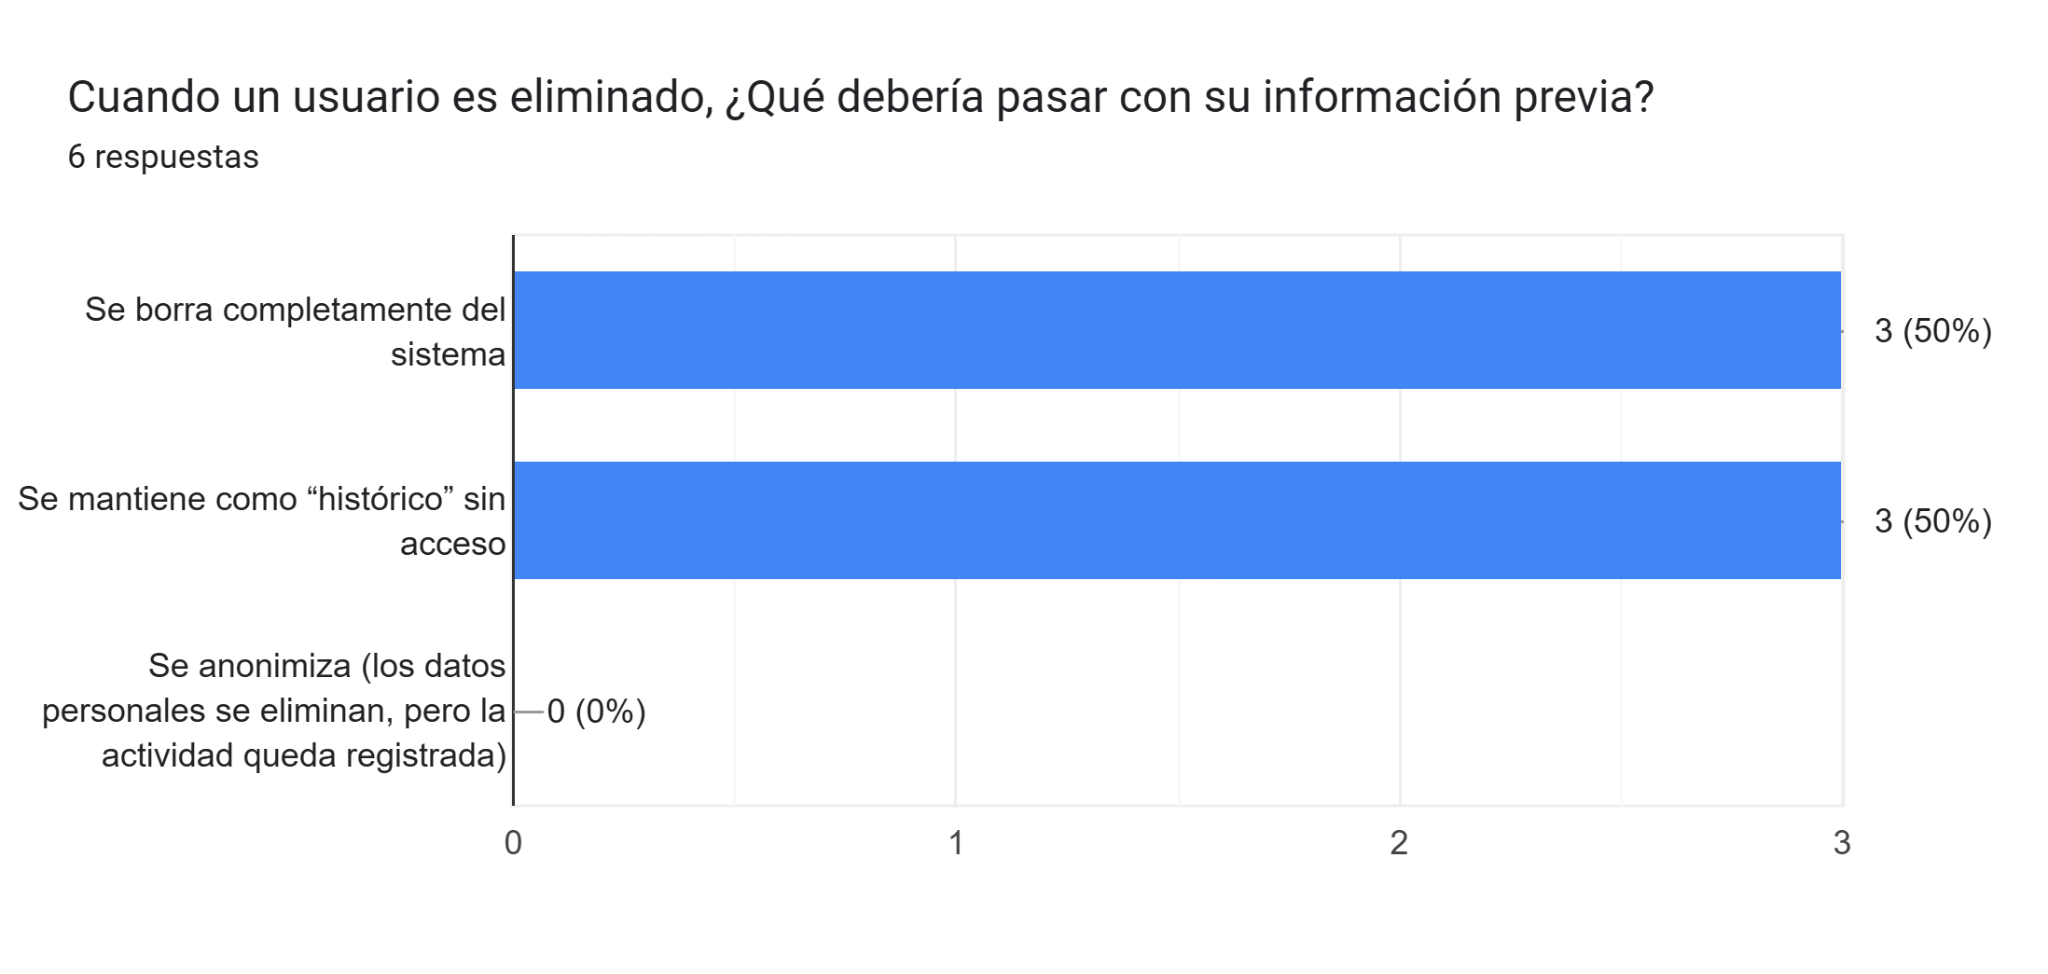 Cuando un usuario es eliminado, ¿Qué debería pasar con su información previa?
6 respuestas
Se borra completamente del
sistema
3 (50%)
Se mantiene como “histórico” sin
acceso
3 (50%)
Se anonimiza (los datos
personales se eliminan, pero la
actividad queda registrada)
0 (0%)
0
1
2
3